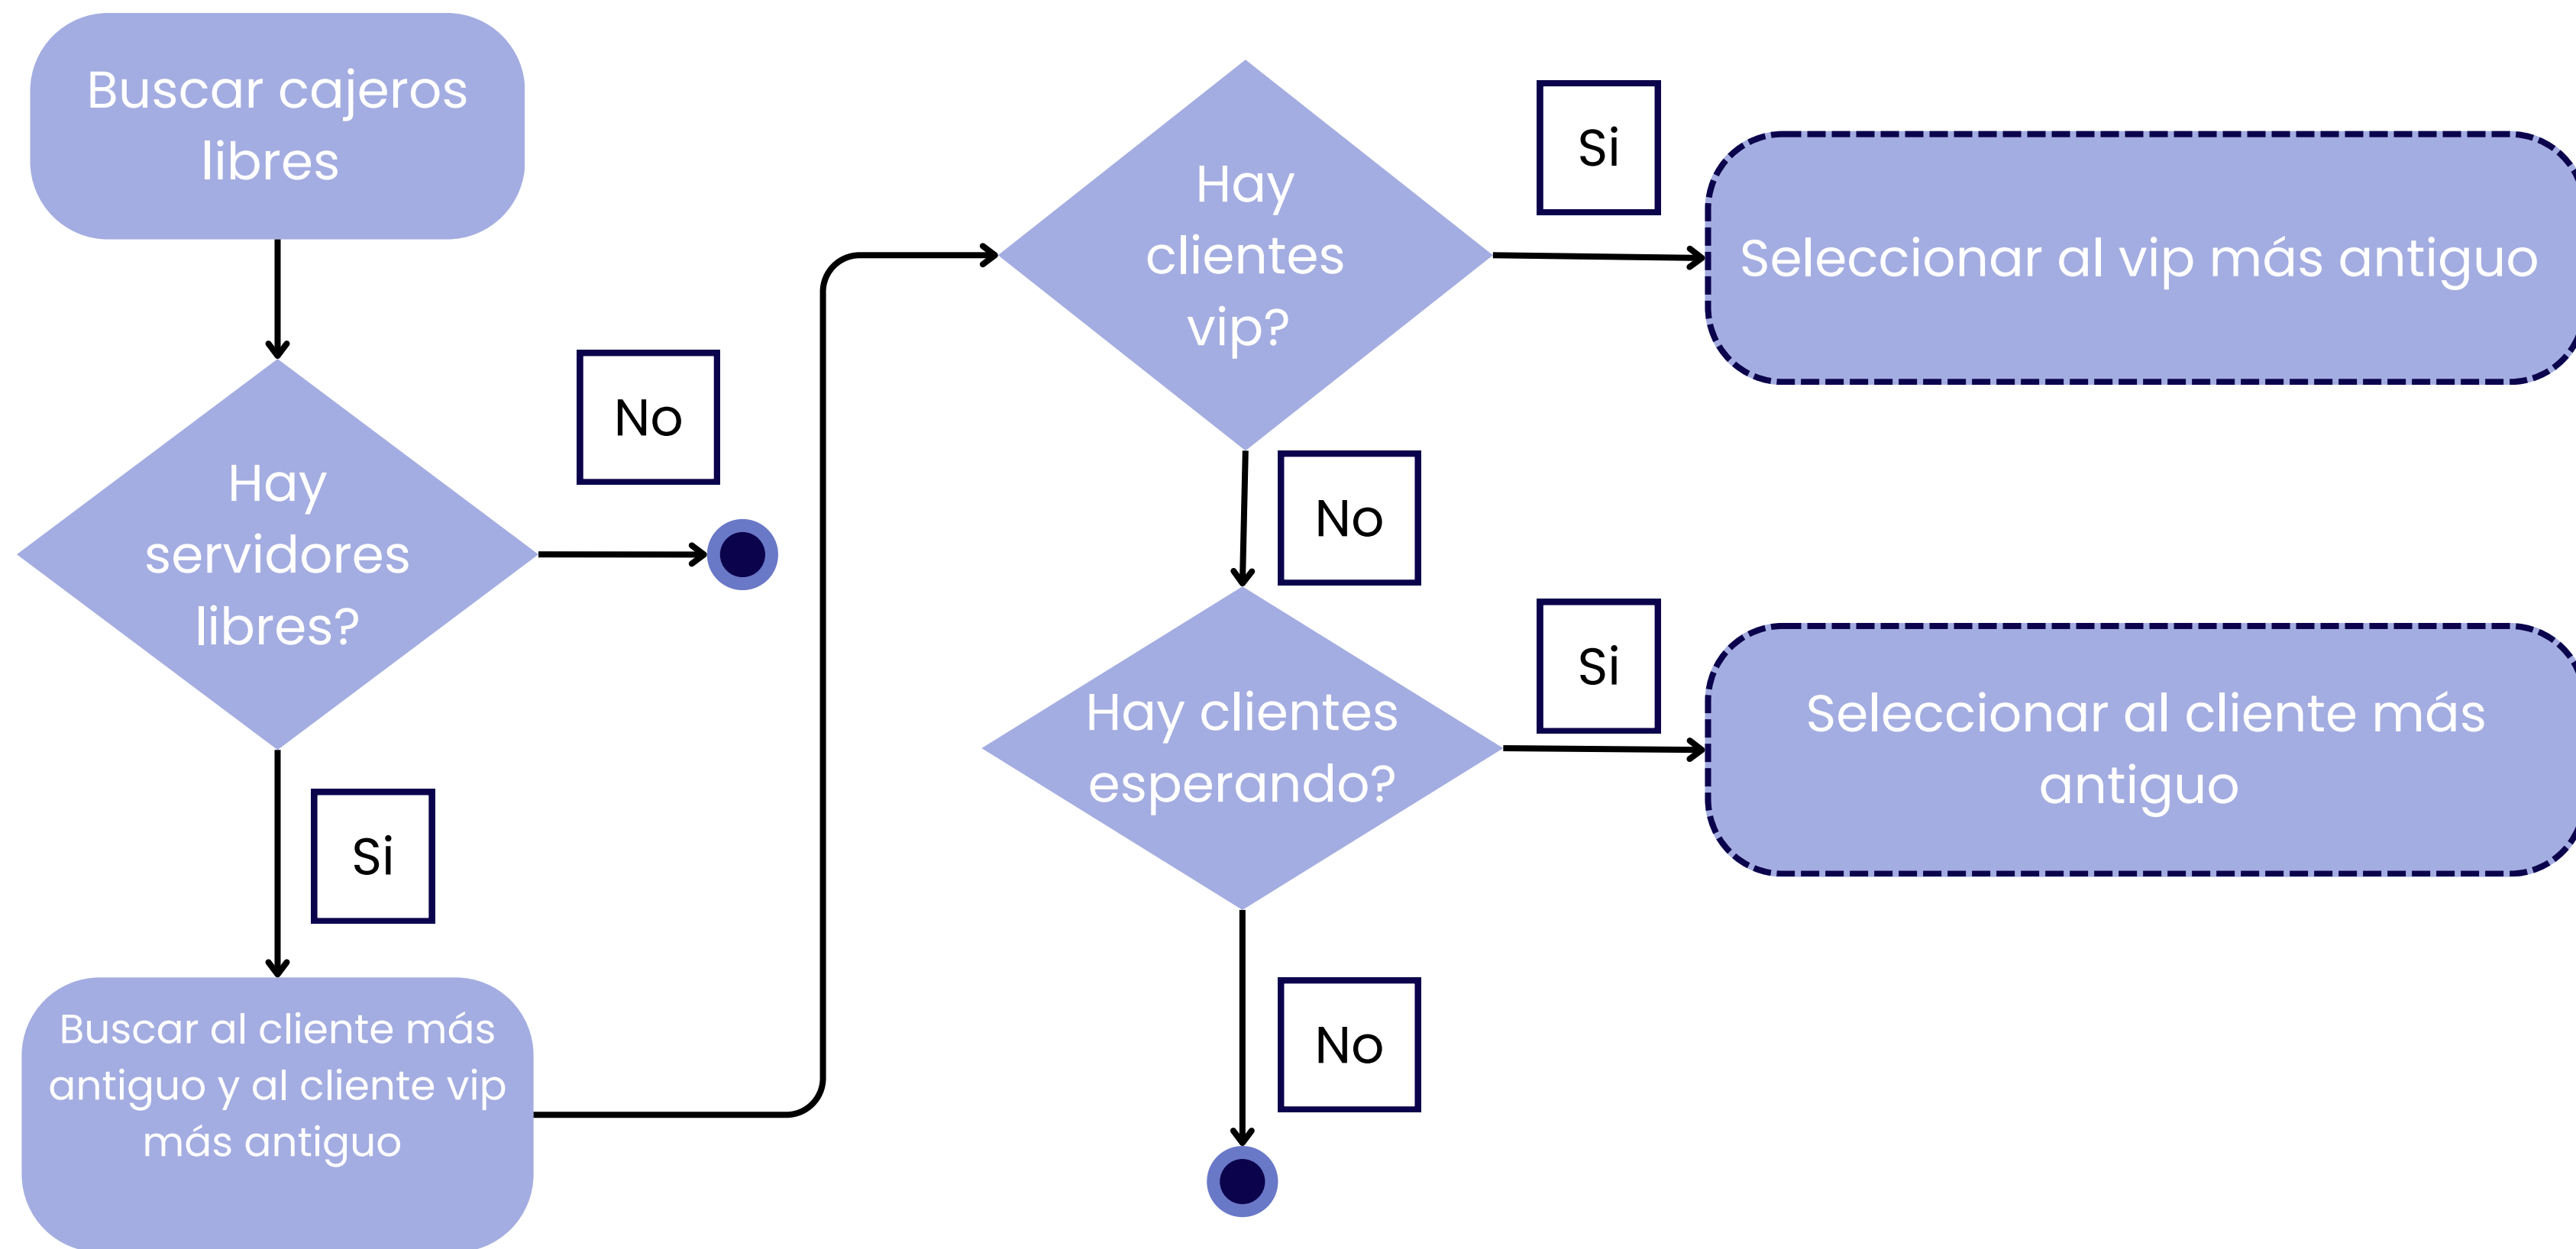 Buscar cajeros
libres
Hay
servidores
libres?
No
Si
Buscar al cliente más
antiguo y al cliente vip
más antiguo
Hay
clientes
vip?
Si
Seleccionar al vip más antiguo
No
Hay clientes
esperando?
Si
Seleccionar al cliente más
antiguo
No